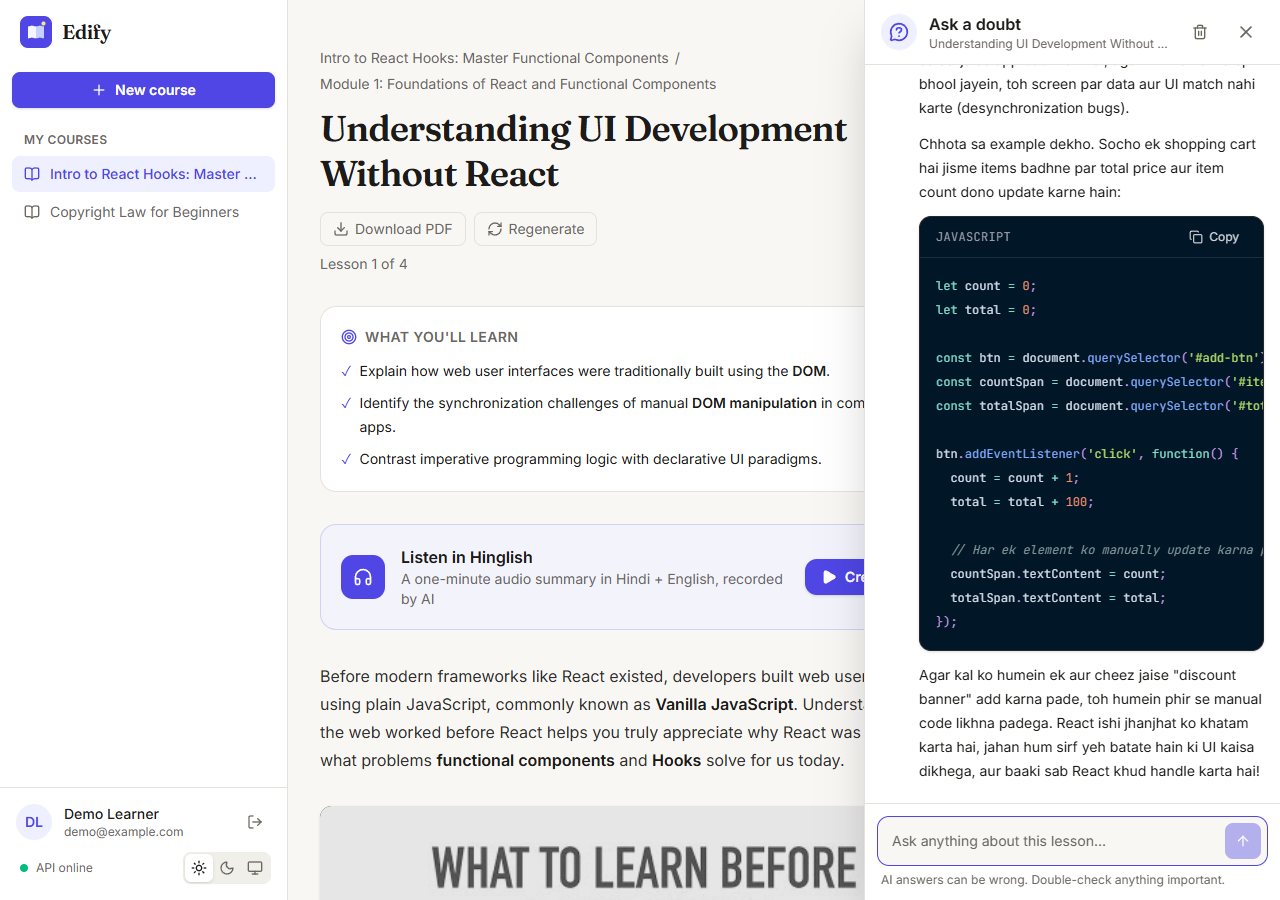 Edify
New course
MY COURSES
Intro to React Hooks: Master ...
Copyright Law for Beginners
DL
Demo Learner
demo@example.com
API online
Intro to React Hooks: Master Functional Components /
Module 1: Foundations of React and Functional Components
Understanding UI Development
Without React
Download PDF
Regenerate
Lesson 1 of 4
WHAT YOU'LL LEARN
Explain how web user interfaces were traditionally built using the DOM.
Identify the synchronization challenges of manual DOM manipulation in com
apps.
Contrast imperative programming logic with declarative UI paradigms.
Listen in Hinglish
A one-minute audio summary in Hindi + English, recorded
by AI
Cre
Before modern frameworks like React existed, developers built web user
using plain JavaScript, commonly known as Vanilla JavaScript. Underst
the web worked before React helps you truly appreciate why React was
what problems functional components and Hooks solve for us today.
WHAT TO LEARN BEFORE
Ask a doubt
Understanding UI Development Without ...
bhool jayein, toh screen par data aur UI match nahi
karte (desynchronization bugs).
Chhota sa example dekho. Socho ek shopping cart
hai jisme items badhne par total price aur item
count dono update karne hain:
JAVASCRIPT
Copy
let count = 0;
let total = 0;
const btn = document.querySelector('#add-btn')
const countSpan = document.querySelector('#ite
const totalSpan = document.querySelector('#tot
btn.addEventListener('click', function() {
count = count + 1;
total = total + 100;
// Har ek element ko manually update karna
countSpan.textContent = count;
totalSpan.textContent = total;
});
Agar kal ko humein ek aur cheez jaise "discount
banner" add karna pade, toh humein phir se manual
code likhna padega. React ishi jhanjhat ko khatam
karta hai, jahan hum sirf yeh batate hain ki UI kaisa
dikhega, aur baaki sab React khud handle karta hai!
Ask anything about this lesson...
AI answers can be wrong. Double-check anything important.